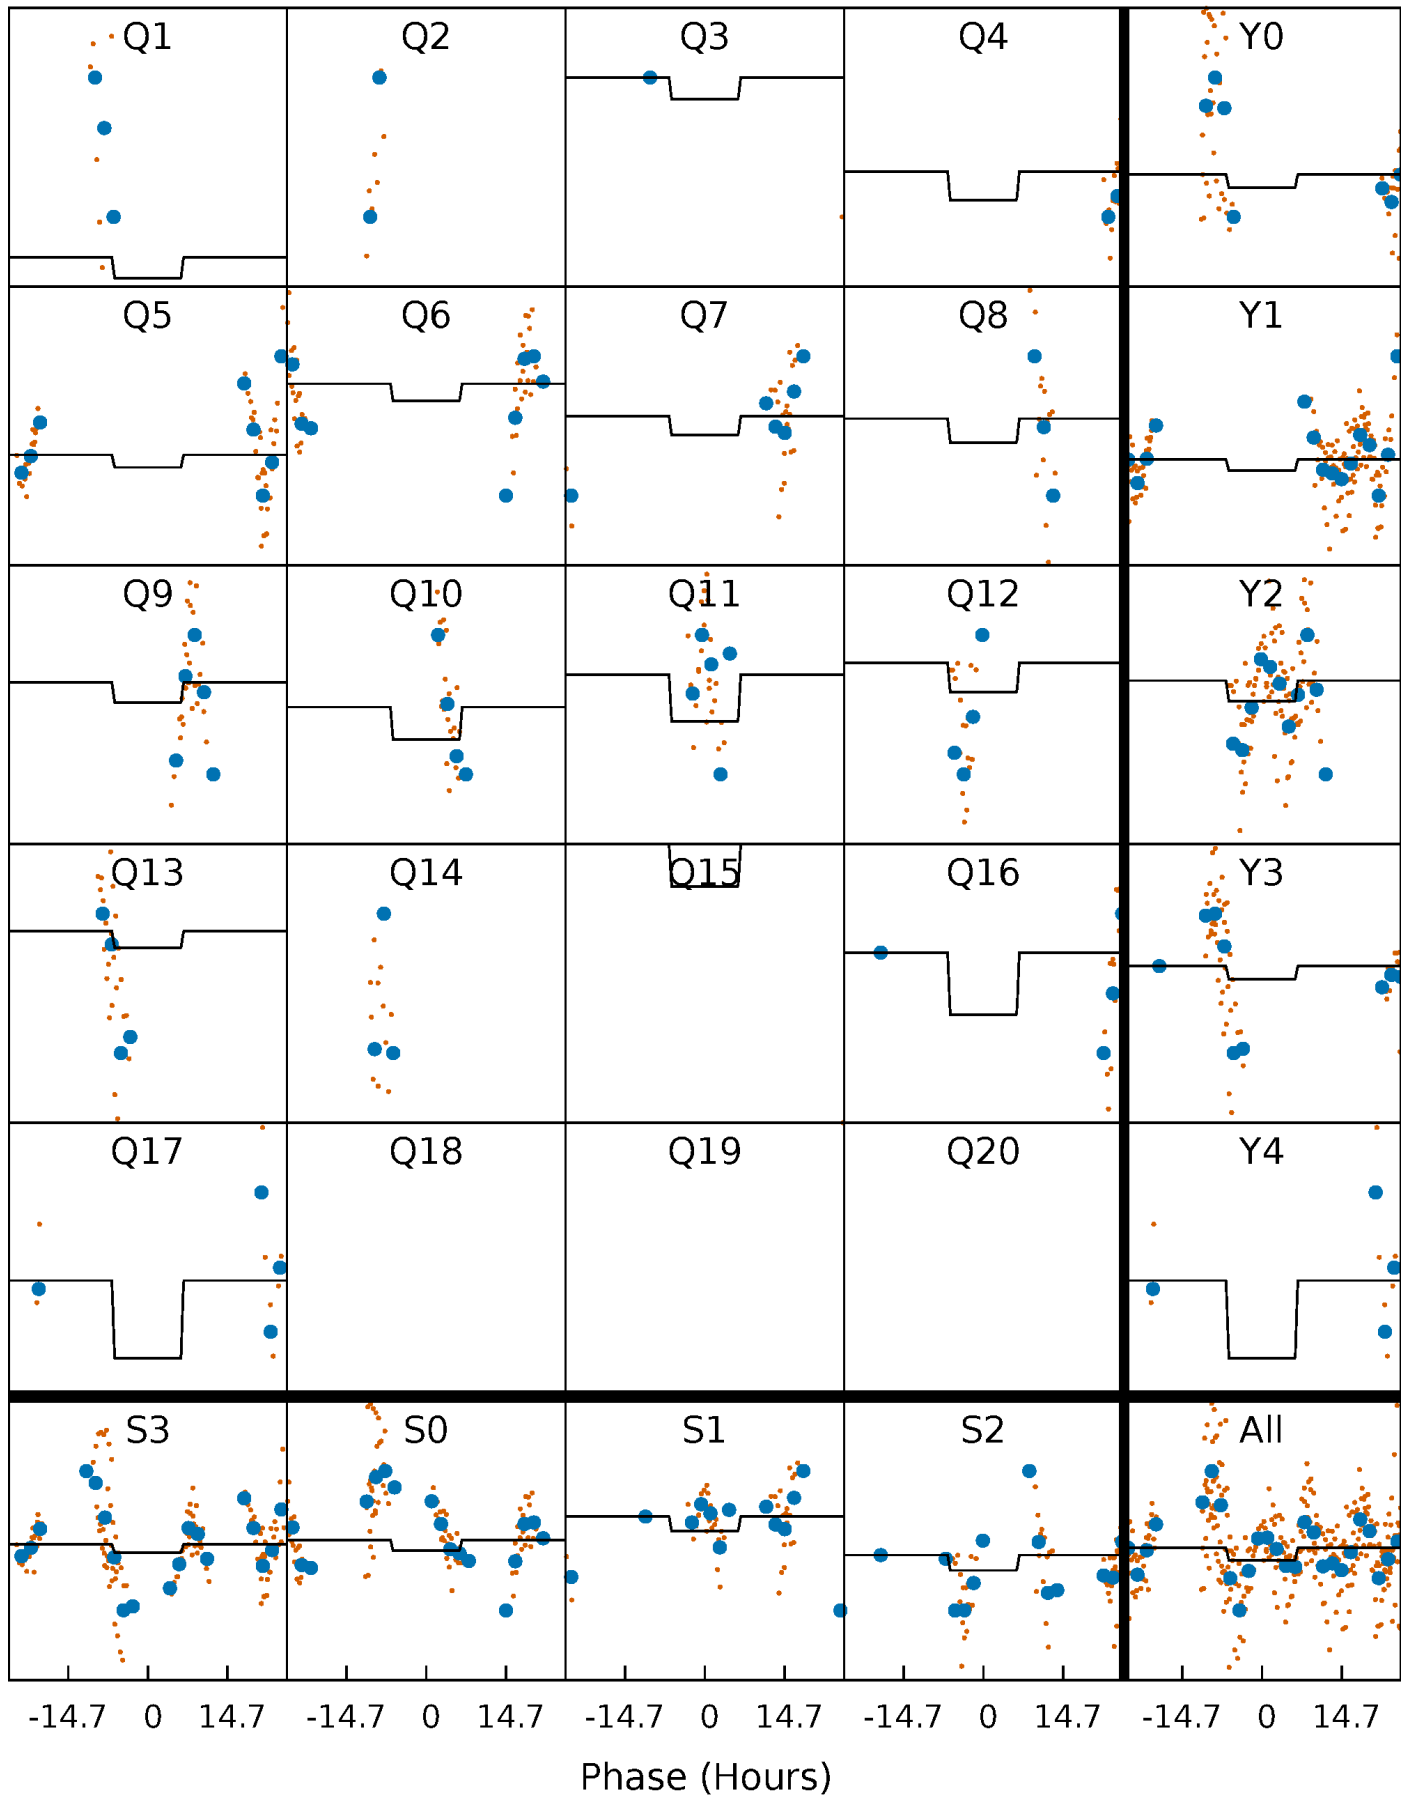 Q1 Q2 Q3 Q4 Y0
Q5 Q6 Q7 Q8 Y1
Q9 Q10 Q11 Q12 Y2
Q13 Q14 Q15 Q16 Y3
Q17 Q18 Q19 Q20 Y4
S3 S0 S1 S2 All
-14.7 0 14.7 -14.7 0 14.7 -14.7 0 14.7 -14.7 0 14.7 -14.7 0 14.7
Phase (Hours)